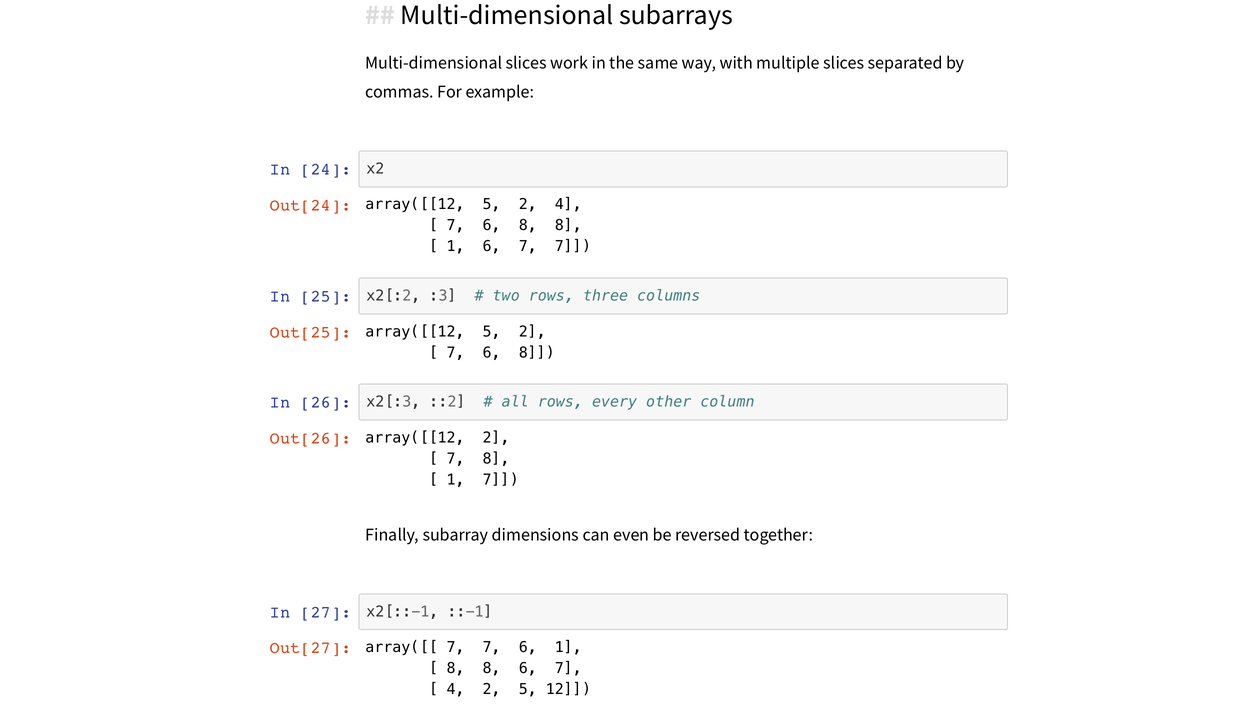 ## Multi-dimensional subarrays
Multi-dimensional slices work in the same way, with multiple slices separated by
commas. For example:
In [24]: x2
Out[24]: array([[12,  5,  2,  4],
       [ 7,  6,  8,  8],
       [ 1,  6,  7,  7]])
In [25]: x2[:2, :3]  # two rows, three columns
Out[25]: array([[12,  5,  2],
       [ 7,  6,  8]])
In [26]: x2[:3, ::2]  # all rows, every other column
Out[26]: array([[12,  2],
       [ 7,  8],
       [ 1,  7]])
Finally, subarray dimensions can even be reversed together:
In [27]: x2[::-1, ::-1]
Out[27]: array([[ 7,  7,  6,  1],
       [ 8,  8,  6,  7],
       [ 4,  2,  5, 12]])